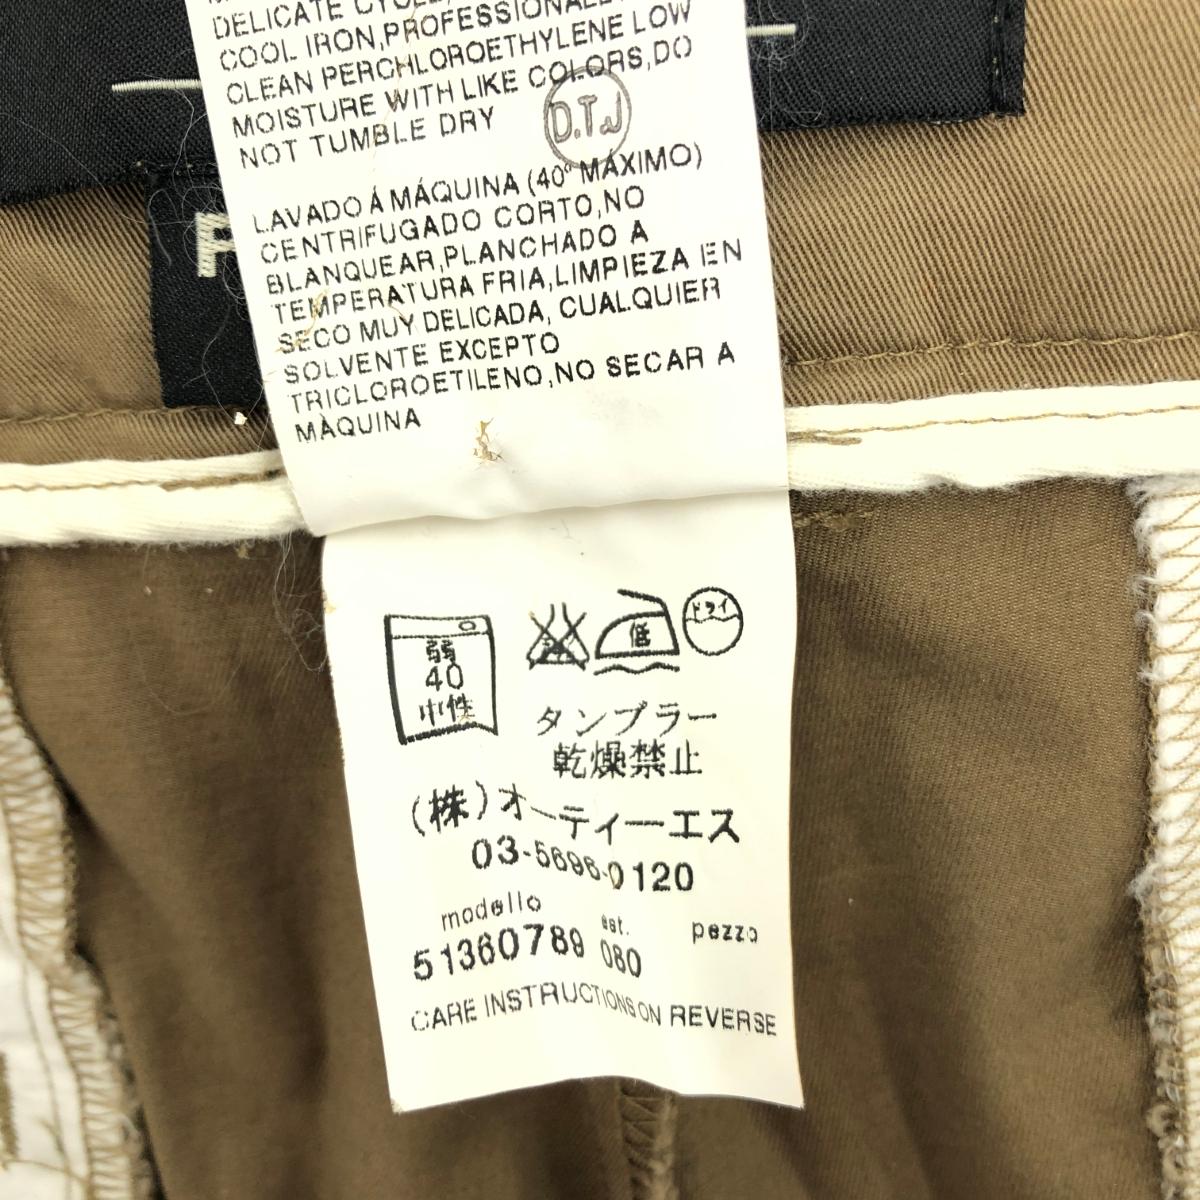 DELICATE CYCLE,
COOL IRON,PROFESSIONALLY
CLEAN PERCHLOROETHYLENE LOW
MOISTURE WITH LIKE COLORS,DO
NOT TUMBLE DRY
D.T.J
LAVADO Á MÁQUINA (40° MÁXIMO)
CENTRIFUGADO CORTO,NO
BLANQUEAR,PLANCHADO A
TEMPERATURA FRIA,LIMPIEZA EN
SECO MUY DELICADA, CUALQUIER
SOLVENTE EXCEPTO
TRICLOROETILENO,NO SECAR A
MAQUINA
弱
40
中性
低
ドライ
タンブラー
乾燥禁止
(株)オーティーエス
03-5696-0120
modello est. pezzo
51360789 080
CARE INSTRUCTIONS ON REVERSE